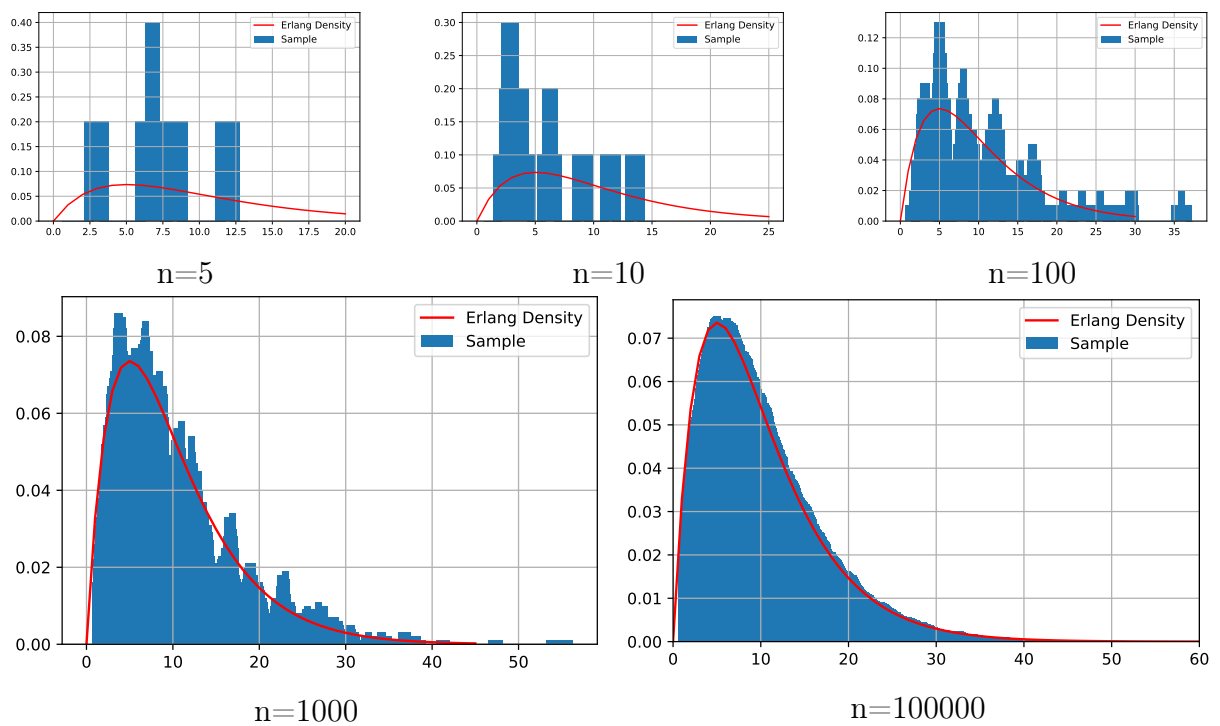 Erlang Density
Sample
0.40
0.35
0.30
0.25
0.20
0.15
0.10
0.05
0.00
0.0 2.5 5.0 7.5 10.0 12.5 15.0 17.5 20.0
n=5
Erlang Density
Sample
0.30
0.25
0.20
0.15
0.10
0.05
0.00
0 5 10 15 20 25
n=10
Erlang Density
Sample
0.12
0.10
0.08
0.06
0.04
0.02
0.00
0 5 10 15 20 25 30 35
n=100
Erlang Density
Sample
0.08
0.06
0.04
0.02
0.00
0 10 20 30 40 50
n=1000
Erlang Density
Sample
0.07
0.06
0.05
0.04
0.03
0.02
0.01
0.00
0 10 20 30 40 50 60
n=100000